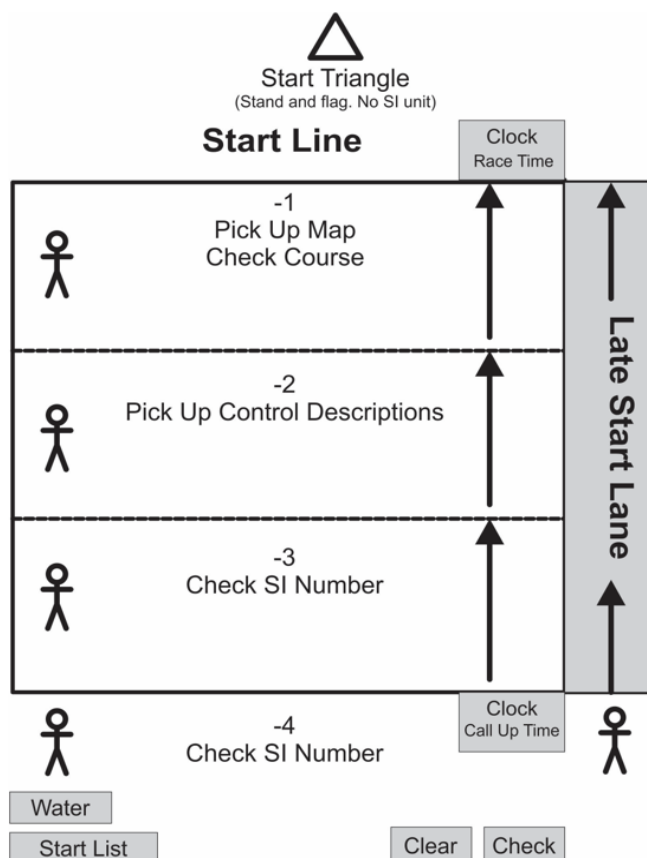 Start Triangle
(Stand and flag. No SI unit)
Start Line
Clock
Race Time
-1
Pick Up Map
Check Course
-2
Pick Up Control Descriptions
Late Start Lane
-3
Check SI Number
Clock
Call Up Time
-4
Check SI Number
Water
Start List
Clear
Check